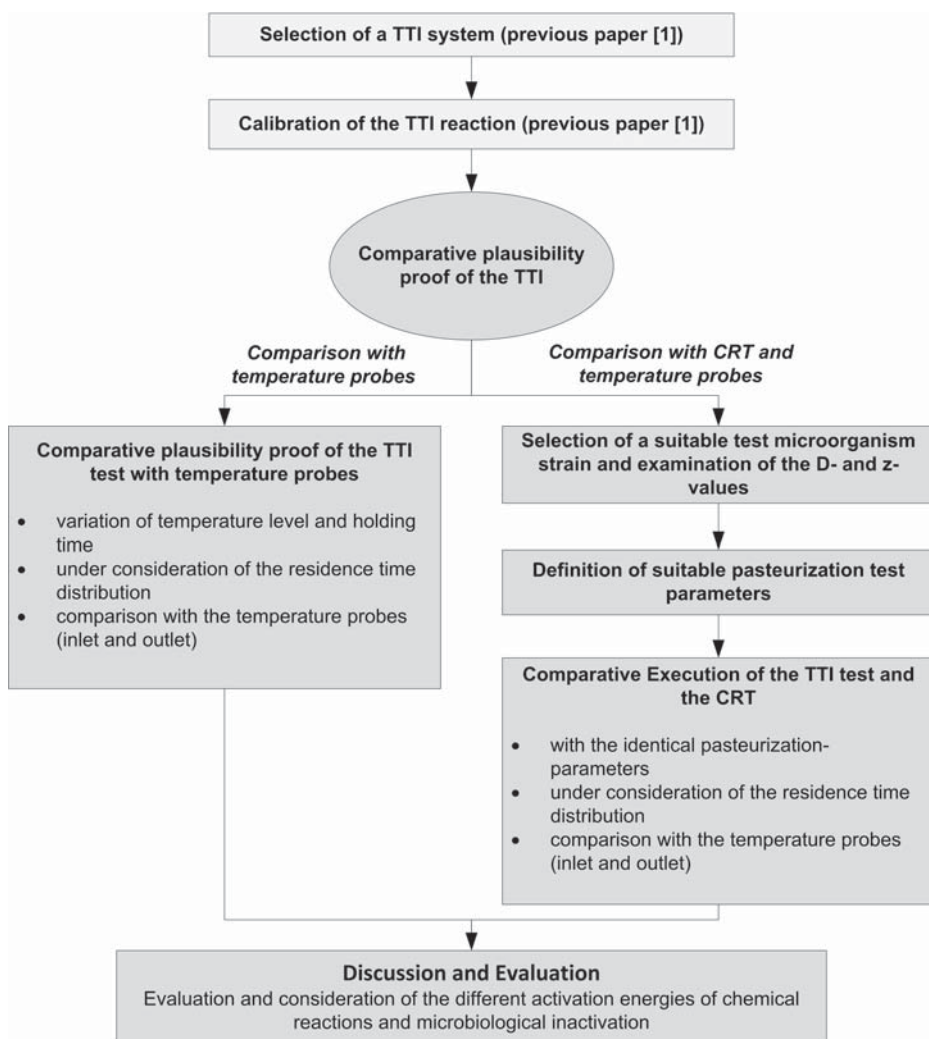 Selection of a TTI system (previous paper [1])
Calibration of the TTI reaction (previous paper [1])
Comparative plausibility
proof of the TTI
Comparison with
temperature probes
Comparison with CRT and
temperature probes
Comparative plausibility proof of the TTI
test with temperature probes
• variation of temperature level and holding
time
• under consideration of the residence time
distribution
• comparison with the temperature probes
(inlet and outlet)
Selection of a suitable test microorganism
strain and examination of the D- and z-
values
Definition of suitable pasteurization test
parameters
Comparative Execution of the TTI test and
the CRT
• with the identical pasteurization-
parameters
• under consideration of the residence time
distribution
• comparison with the temperature probes
(inlet and outlet)
Discussion and Evaluation
Evaluation and consideration of the different activation energies of chemical
reactions and microbiological inactivation